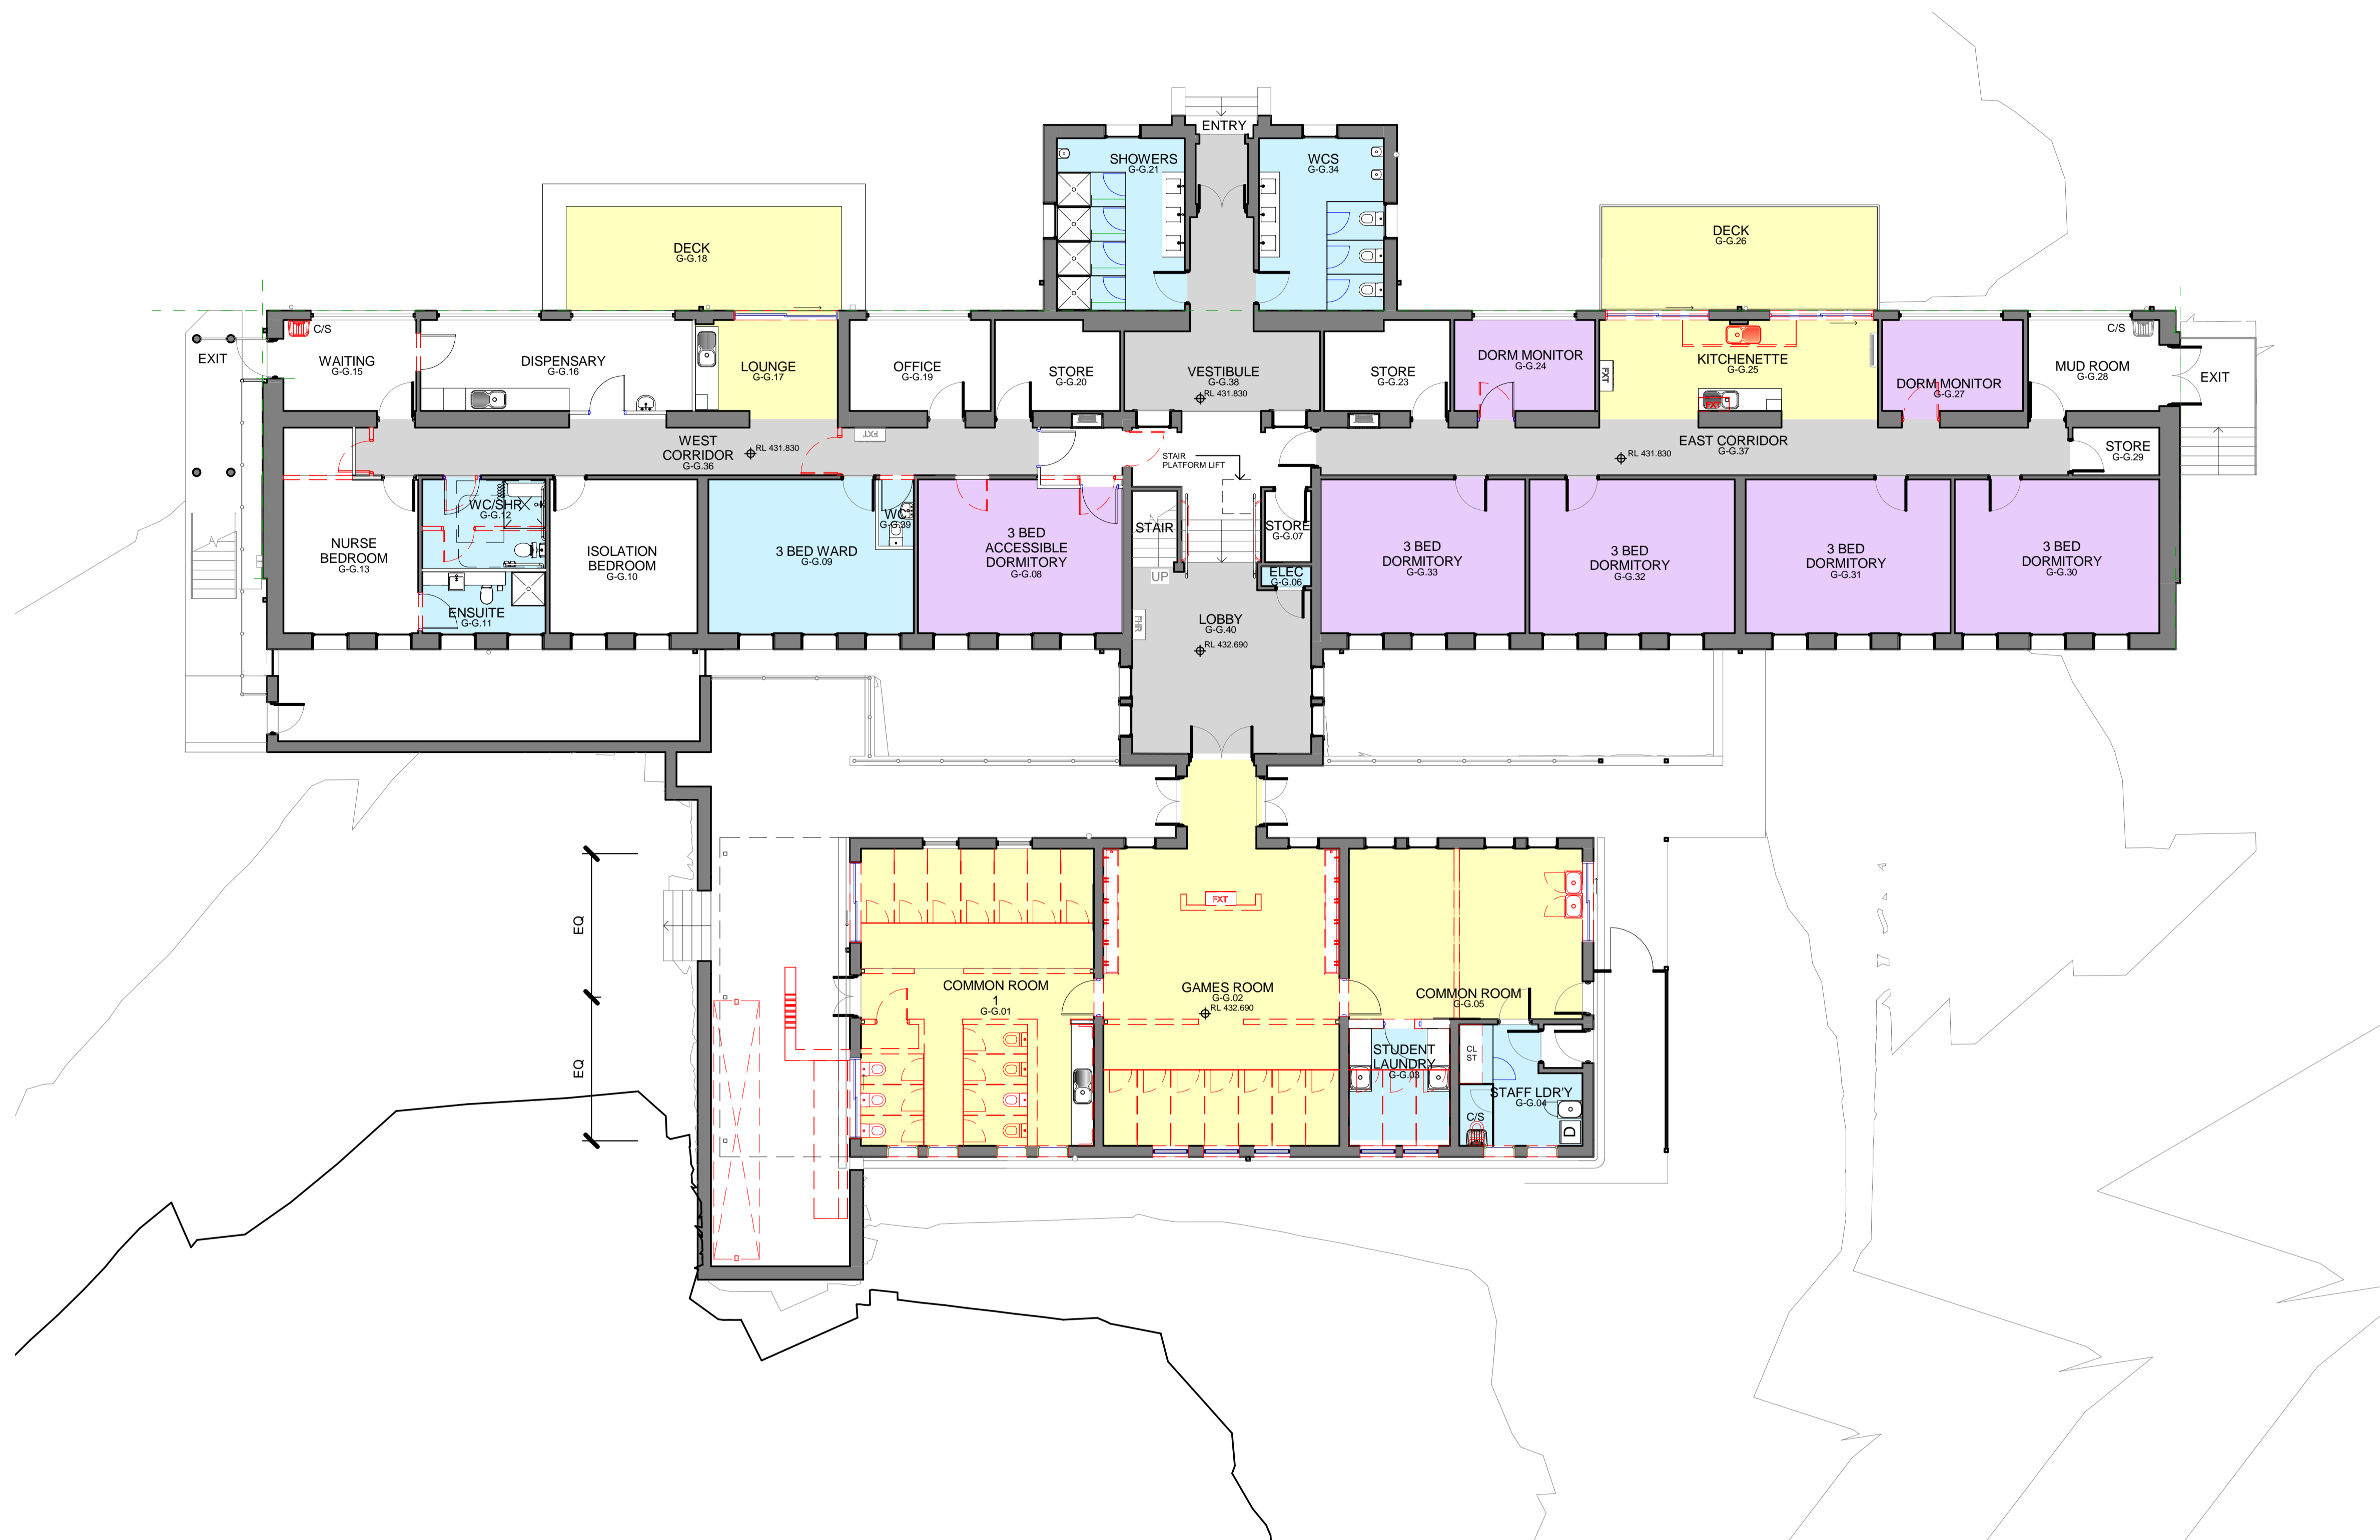 ENTRY
SHOWERS
G-G.21
WCS
G-G.34
DECK
G-G.18
DECK
G-G.26
EXIT
C/S
WAITING
G-G.15
DISPENSARY
G-G.16
LOUNGE
G-G.17
OFFICE
G-G.19
STORE
G-G.20
VESTIBULE
G-G.38
RL 431.830
STORE
G-G.23
DORM MONITOR
G-G.24
FXT
KITCHENETTE
G-G.25
FXT
DORM MONITOR
G-G.27
C/S
MUD ROOM
G-G.28
EXIT
WEST
CORRIDOR
G-G.36
RL 431.830
FXT
STAIR
PLATFORM LIFT
EAST CORRIDOR
G-G.37
RL 431.830
STORE
G-G.29
NURSE
BEDROOM
G-G.13
WC/SHR
G-G.12
ENSUITE
G-G.11
ISOLATION
BEDROOM
G-G.10
3 BED WARD
G-G.09
WC
G-G.39
3 BED
ACCESSIBLE
DORMITORY
G-G.08
STAIR
UP
STORE
G-G.07
ELEC
G-G.06
FHR
LOBBY
G-G.40
RL 432.690
3 BED
DORMITORY
G-G.33
3 BED
DORMITORY
G-G.32
3 BED
DORMITORY
G-G.31
3 BED
DORMITORY
G-G.30
EQ
EQ
FXT
COMMON ROOM
1
G-G.01
GAMES ROOM
G-G.02
RL 432.690
COMMON ROOM
G-G.05
STUDENT
LAUNDRY
G-G.03
CL
ST
STAFF LDR'Y
G-G.04
C/S
D